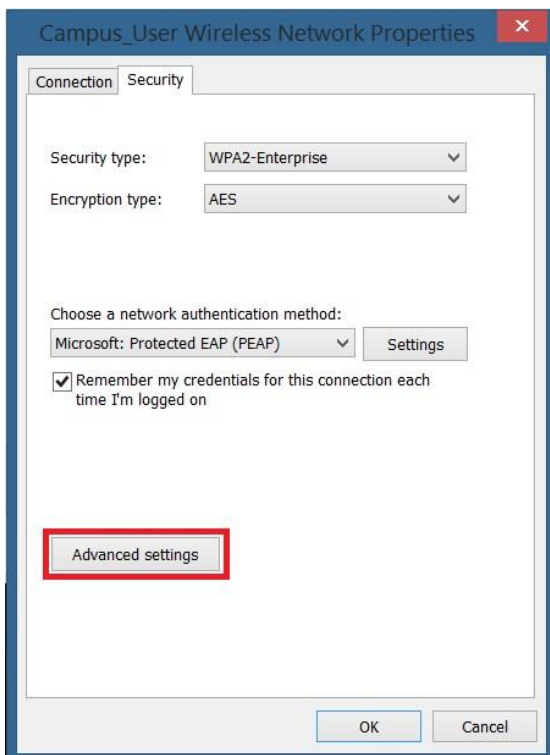 Campus_User Wireless Network Properties
Connection Security
Security type: WPA2-Enterprise
Encryption type: AES
Choose a network authentication method:
Microsoft: Protected EAP (PEAP) Settings
Remember my credentials for this connection each
time I'm logged on
Advanced settings
OK Cancel